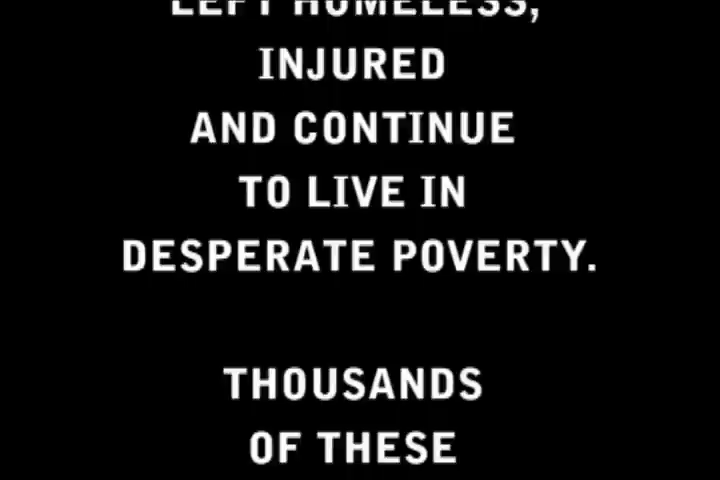 LEFT HOMELESS,
INJURED
AND CONTINUE
TO LIVE IN
DESPERATE POVERTY.
THOUSANDS
OF THESE